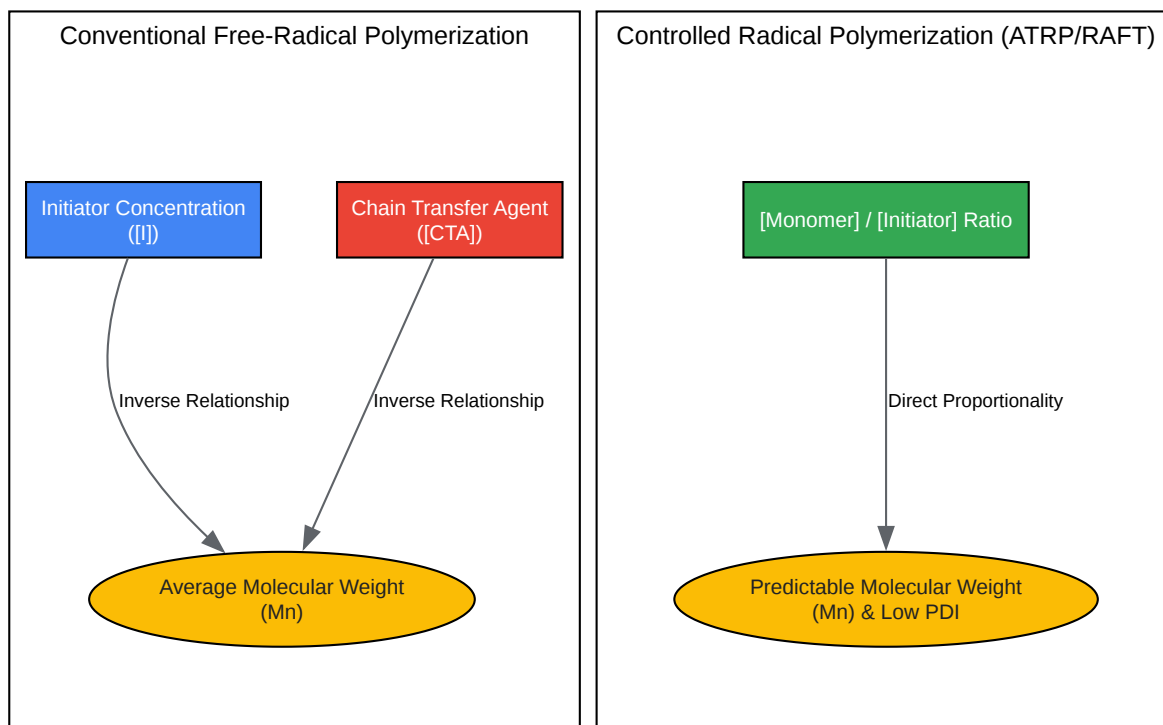 Conventional Free-Radical Polymerization
Initiator Concentration
([I])
Chain Transfer Agent
([CTA])
Inverse Relationship
Inverse Relationship
Average Molecular Weight
(Mn)
Controlled Radical Polymerization (ATRP/RAFT)
[Monomer] / [Initiator] Ratio
Direct Proportionality
Predictable Molecular Weight
(Mn) & Low PDI